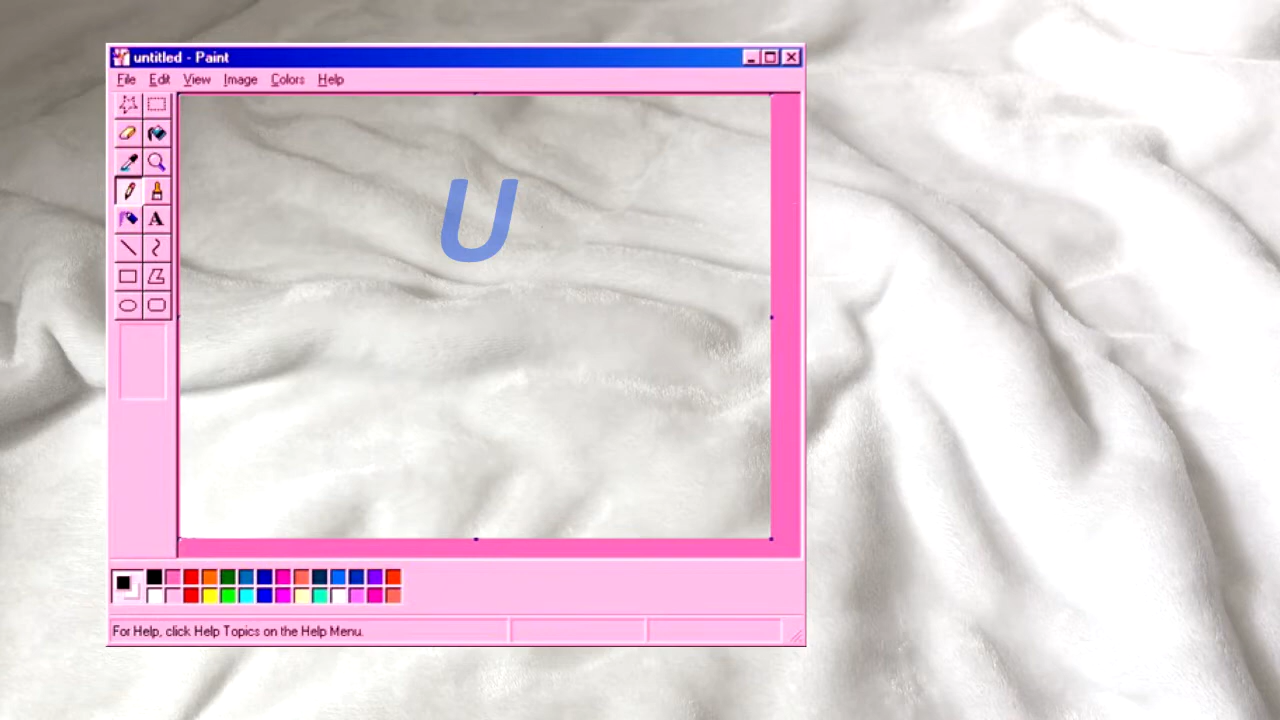 untitled - Paint
File Edit View Image Colors Help
A
U
For Help, click Help Topics on the Help Menu.